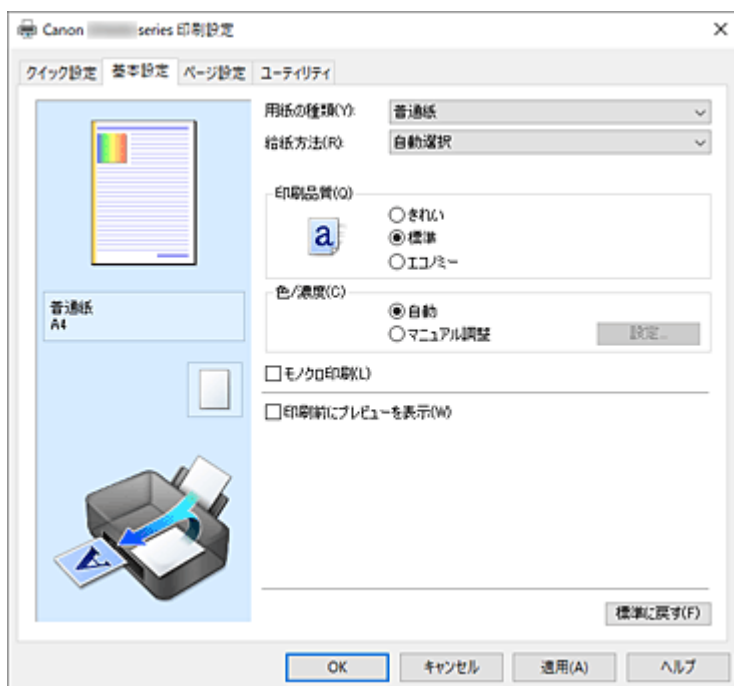 Canon series 印刷設定
クイック設定 基本設定 ページ設定 ユーティリティ
用紙の種類(Y): 普通紙
給紙方法(R): 自動選択
印刷品質(Q)
a
きれい
標準
エコノミー
普通紙
A4
色/濃度(C)
自動
マニュアル調整 設定...
モノクロ印刷(L)
印刷前にプレビューを表示(W)
A
標準に戻す(F)
OK キャンセル 適用(A) ヘルプ